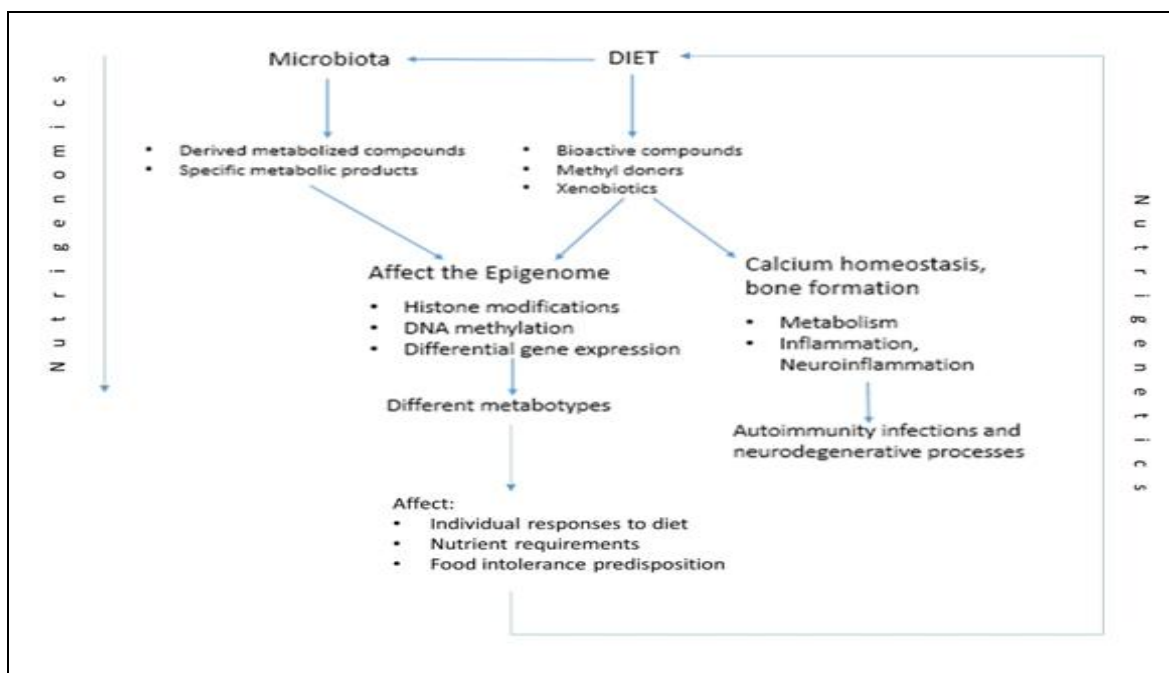 Nutrigenomics
Microbiota
DIET
• Derived metabolized compounds
• Specific metabolic products
• Bioactive compounds
• Methyl donors
• Xenobiotics
Affect the Epigenome
• Histone modifications
• DNA methylation
• Differential gene expression
Calcium homeostasis,
bone formation
• Metabolism
• Inflammation,
Neuroinflammation
Different metabotypes
Autoimmunity infections and
neurodegenerative processes
Affect:
• Individual responses to diet
• Nutrient requirements
• Food intolerance predisposition
Nutrigenetics